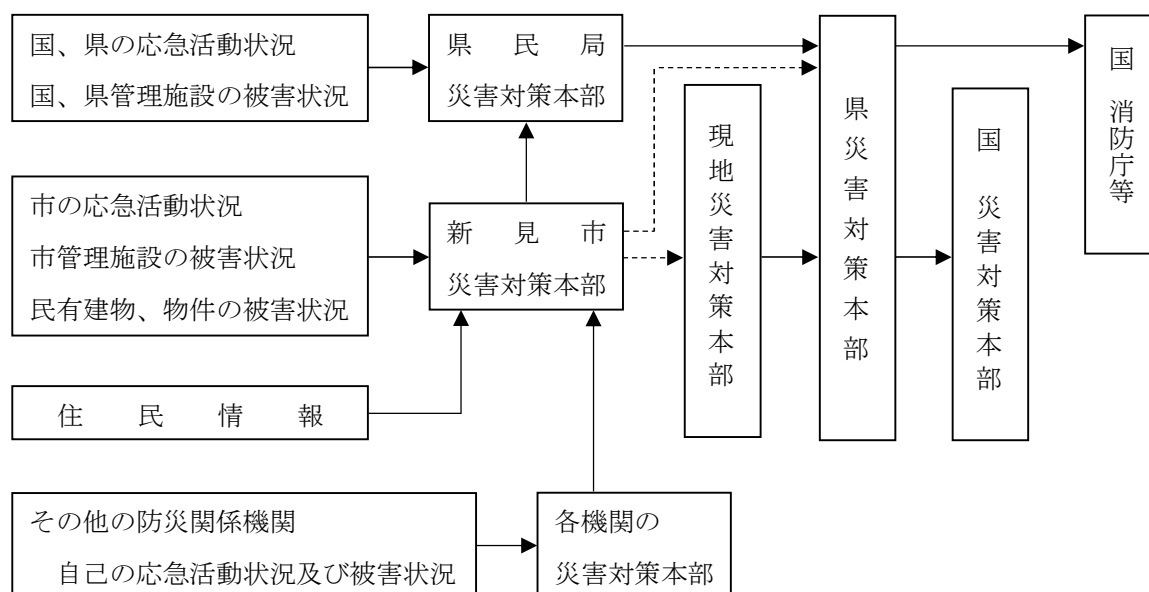 国、県の応急活動状況
国、県管理施設の被害状況
県民局
災害対策本部
市の応急活動状況
市管理施設の被害状況
民有建物、物件の被害状況
新見市
災害対策本部
住民情報
その他の防災関係機関
自己の応急活動状況及び被害状況
各機関の
災害対策本部
現地災害対策本部
県災害対策本部
国 災害対策本部
国 消防庁等